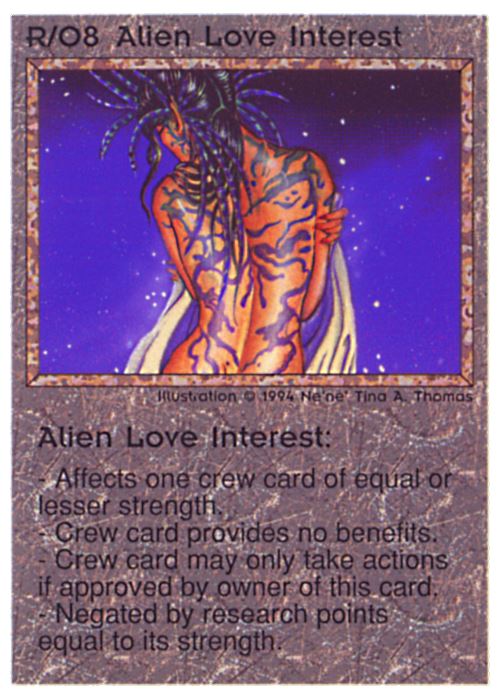 R/O8 Alien Love Interest
Illustration © 1994 Ne'ne' Tina A. Thomas
Alien Love Interest:
- Affects one crew card of equal or
lesser strength.
- Crew card provides no benefits.
- Crew card may only take actions
if approved by owner of this card.
- Negated by research points
equal to its strength.